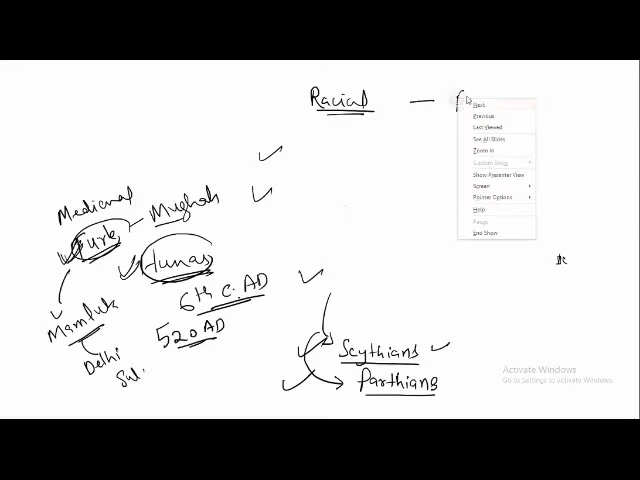 Racial —
Next
Previous
Last Viewed
See All Slides
Zoom In
Custom Show
Show Presenter View
Screen
Pointer Options
Help
Pause
End Show
Medieval
Turk — Mughals
Hunas
6th c. AD
520 AD
Mamluk
Delhi
Sul.
Scythians
Parthians
Activate Windows
Go to Settings to activate Windows.